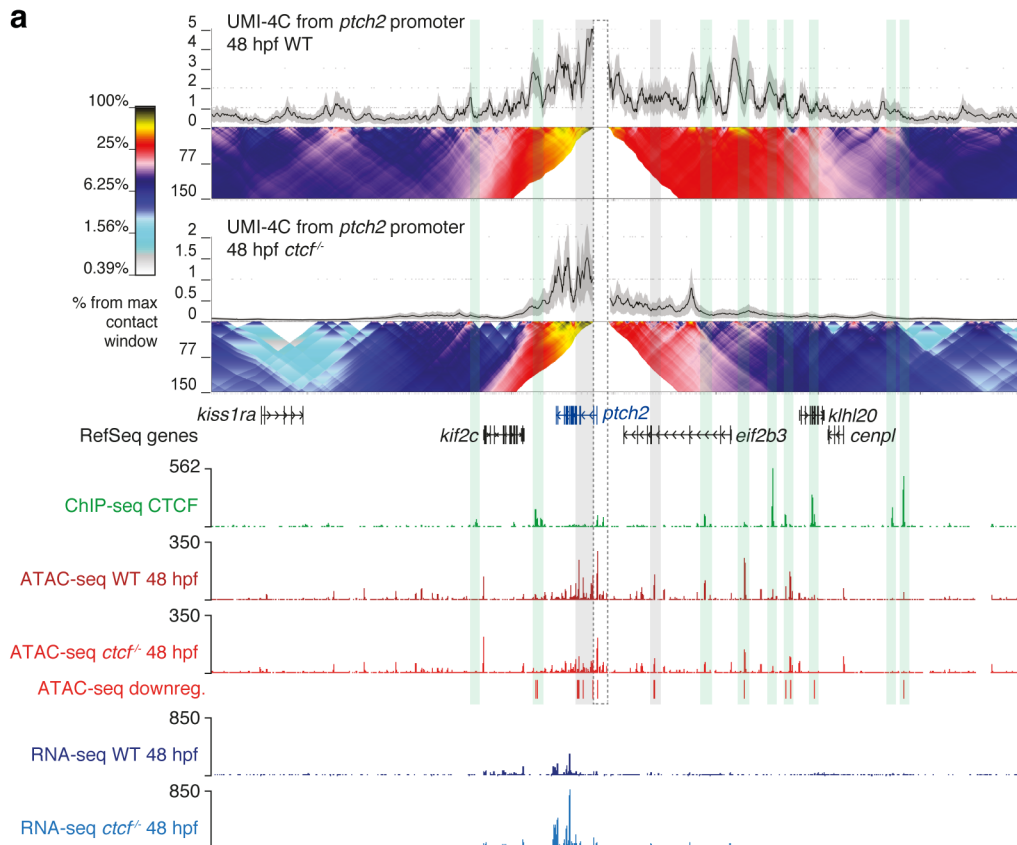 a
UMI-4C from ptch2 promoter
48 hpf WT
5
4
3
2
1
0
77
150
100%
25%
6.25%
1.56%
0.39%
% from max
contact
window
UMI-4C from ptch2 promoter
48 hpf ctcf-/-
2
1.5
1
0.5
0
77
150
kiss1ra
ptch2
klhl20
RefSeq genes
kif2c
eif2b3
cenpl
562
ChIP-seq CTCF
350
ATAC-seq WT 48 hpf
350
ATAC-seq ctcf-/- 48 hpf
ATAC-seq downreg.
850
RNA-seq WT 48 hpf
850
RNA-seq ctcf-/- 48 hpf